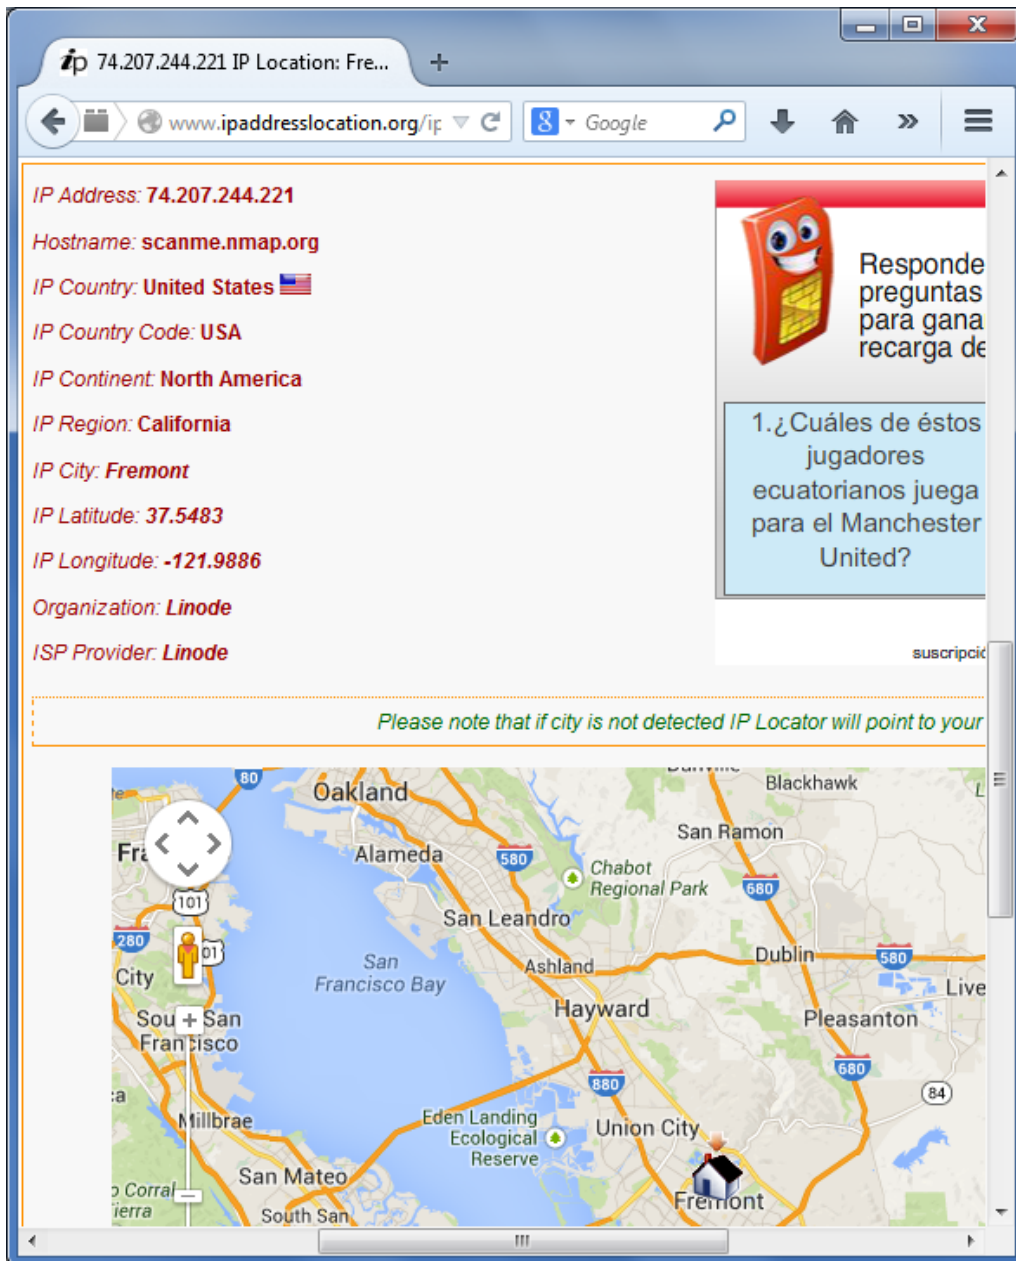 74.207.244.221 IP Location: Fre...
www.ipaddresslocation.org/ip
Google
IP Address: 74.207.244.221
Hostname: scanme.nmap.org
IP Country: United States
IP Country Code: USA
IP Continent: North America
IP Region: California
IP City: Fremont
IP Latitude: 37.5483
IP Longitude: -121.9886
Organization: Linode
ISP Provider: Linode
Responde
preguntas
para gana
recarga de
1.¿Cuáles de éstos
jugadores
ecuatorianos juega
para el Manchester
United?
suscripció
Please note that if city is not detected IP Locator will point to your
80
Oakland
Blackhawk
San Ramon
Alameda
580
Chabot
Regional Park
680
101
San Leandro
280
City
San
Francisco Bay
Ashland
Dublin
580
Live
Hayward
Pleasanton
South San
Francisco
680
880
84
Millbrae
Eden Landing
Ecological
Reserve
Union City
San Mateo
Fremont
South San